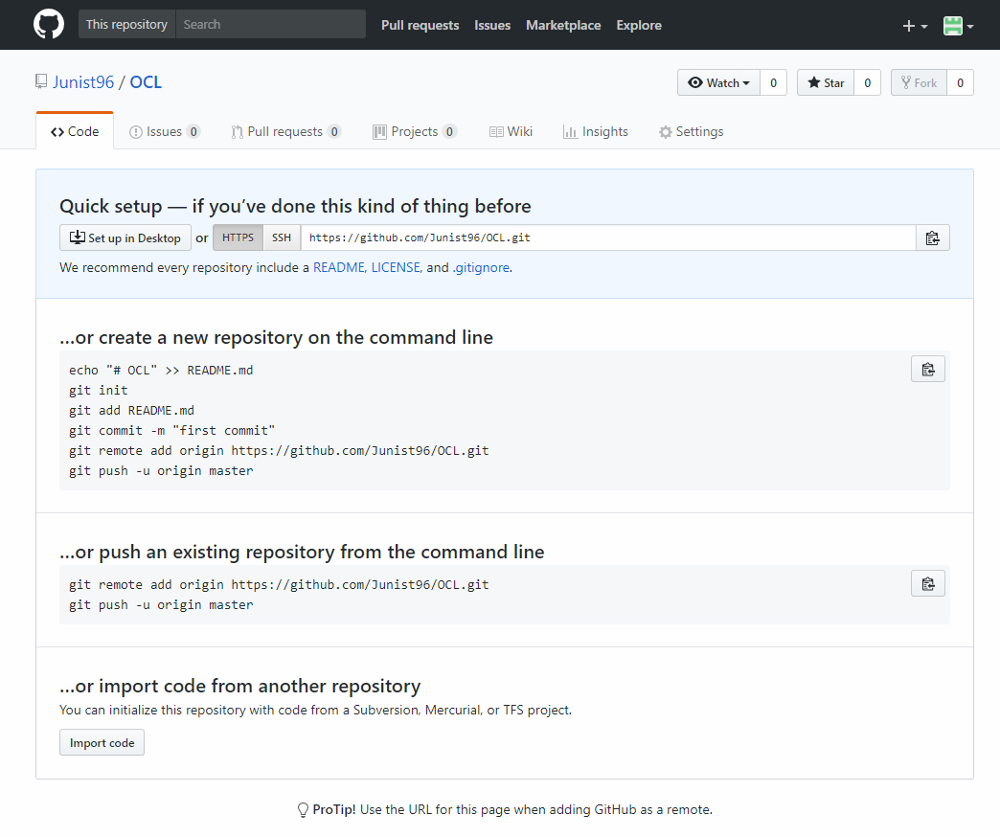 This repository Search Pull requests Issues Marketplace Explore
Junist96 / OCL Watch 0 Star 0 Fork 0
Code Issues 0 Pull requests 0 Projects 0 Wiki Insights Settings
Quick setup — if you’ve done this kind of thing before
Set up in Desktop or HTTPS SSH https://github.com/Junist96/OCL.git
We recommend every repository include a README, LICENSE, and .gitignore.
…or create a new repository on the command line
echo "# OCL" >> README.md
git init
git add README.md
git commit -m "first commit"
git remote add origin https://github.com/Junist96/OCL.git
git push -u origin master
…or push an existing repository from the command line
git remote add origin https://github.com/Junist96/OCL.git
git push -u origin master
…or import code from another repository
You can initialize this repository with code from a Subversion, Mercurial, or TFS project.
Import code
ProTip! Use the URL for this page when adding GitHub as a remote.